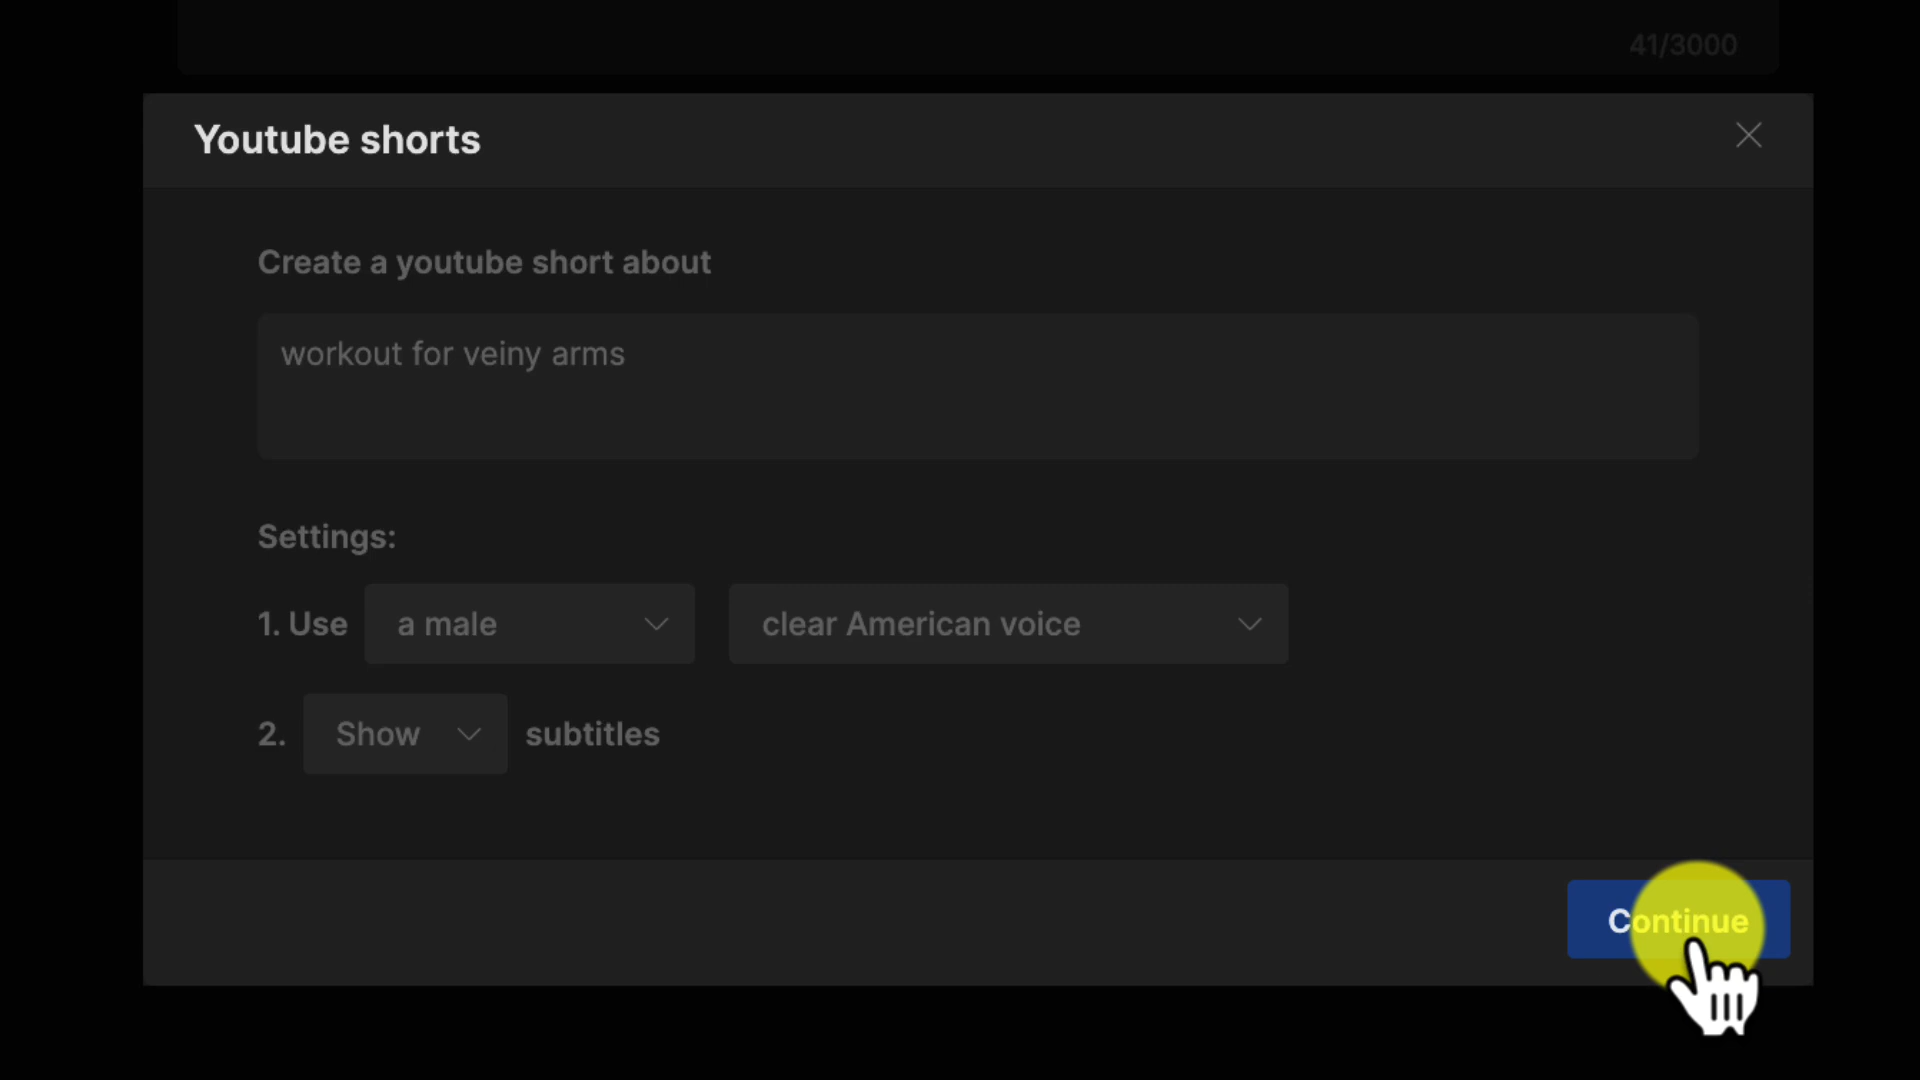 41/3000
Youtube shorts
Create a youtube short about
workout for veiny arms
Settings:
1. Use a male clear American voice
2. Show subtitles
Continue